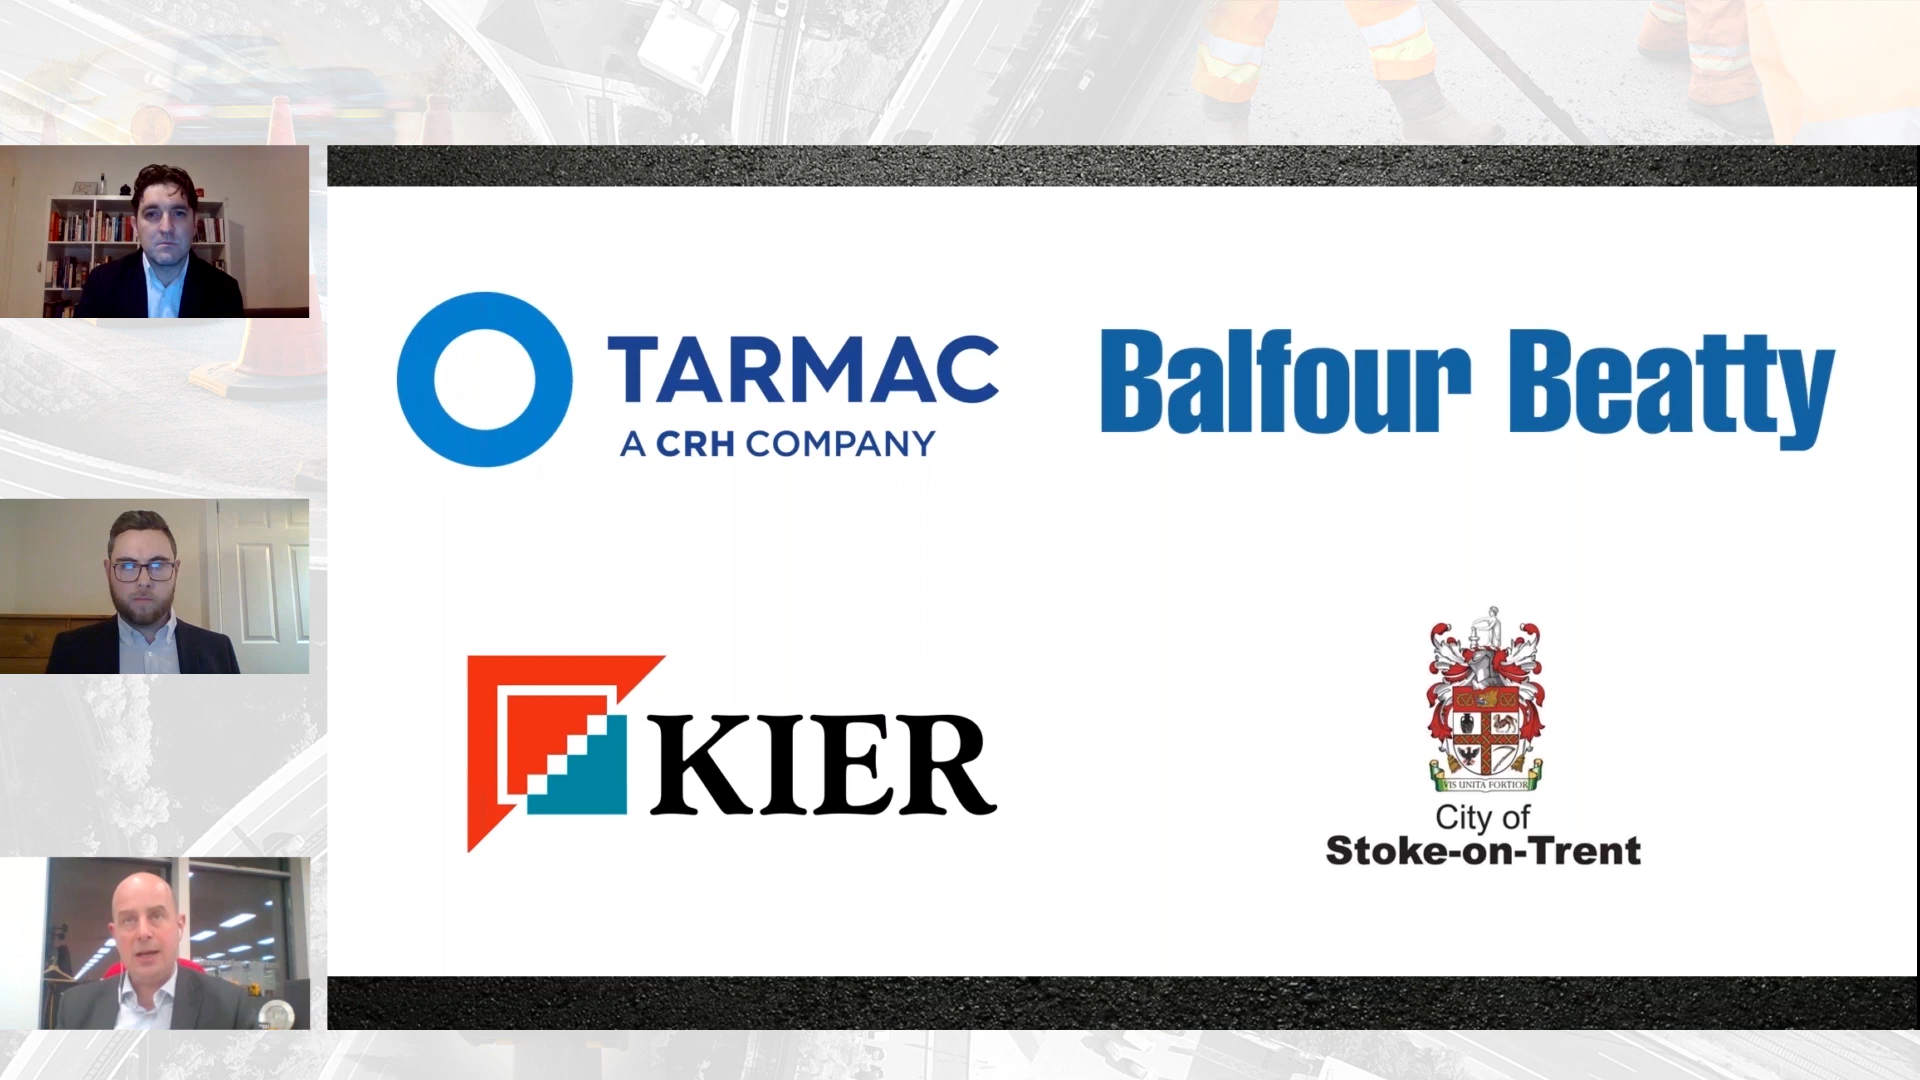 TARMAC
A CRH COMPANY
Balfour Beatty
KIER
VIS UNITA FORTIOR
City of
Stoke-on-Trent